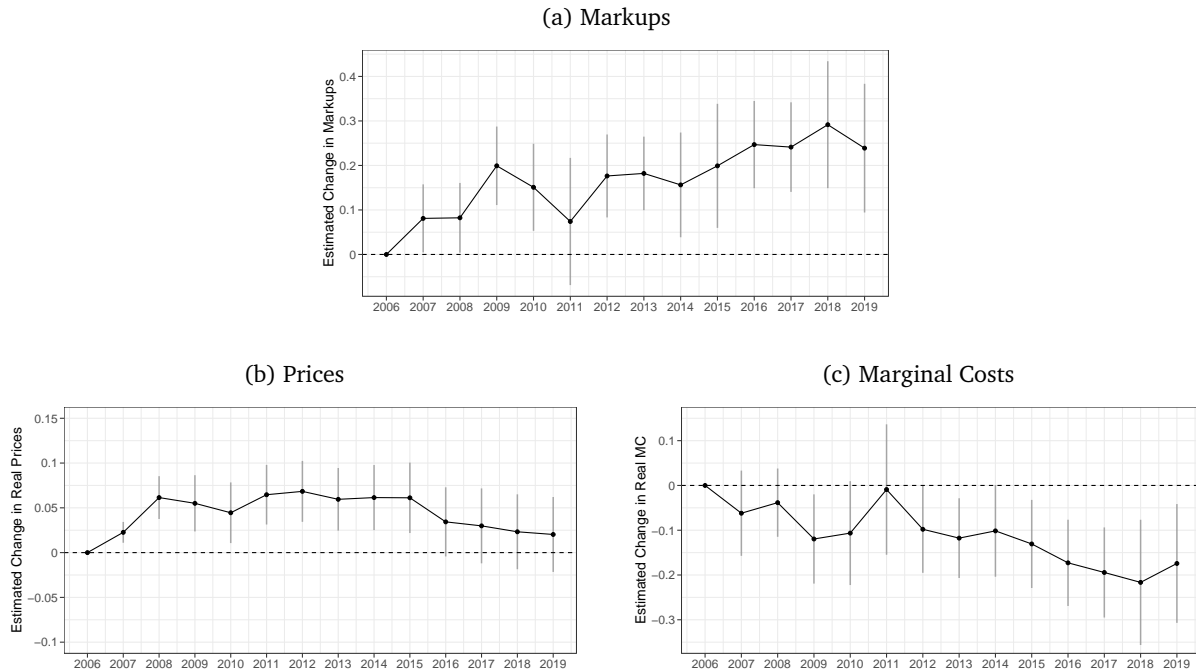 (a) Markups
Estimated Change in Markups
0.4
0.3
0.2
0.1
0
2006 2007 2008 2009 2010 2011 2012 2013 2014 2015 2016 2017 2018 2019
(b) Prices
Estimated Change in Real Prices
0.15
0.1
0.05
0
−0.05
−0.1
2006 2007 2008 2009 2010 2011 2012 2013 2014 2015 2016 2017 2018 2019
(c) Marginal Costs
Estimated Change in Real MC
0.1
0
−0.1
−0.2
−0.3
2006 2007 2008 2009 2010 2011 2012 2013 2014 2015 2016 2017 2018 2019